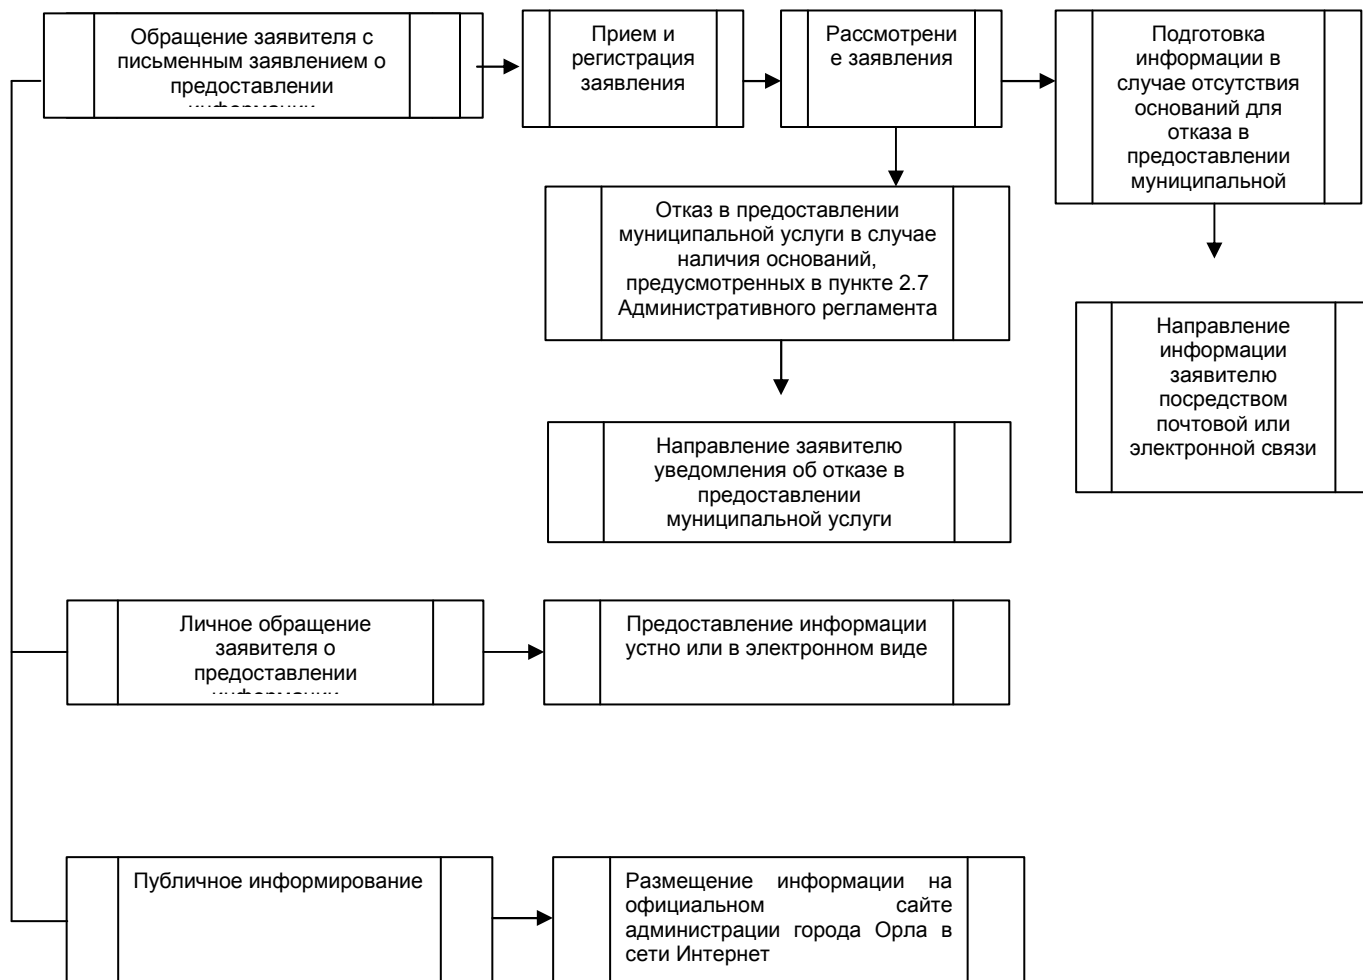 Обращение заявителя с
письменным заявлением о
предоставлении
информации
Прием и
регистрация
заявления
Рассмотрени
е заявления
Подготовка
информации в
случае отсутствия
оснований для
отказа в
предоставлении
муниципальной
Отказ в предоставлении
муниципальной услуги в случае
наличия оснований,
предусмотренных в пункте 2.7
Административного регламента
Направление
информации
заявителю
посредством
почтовой или
электронной связи
Направление заявителю
уведомления об отказе в
предоставлении
муниципальной услуги
Личное обращение
заявителя о
предоставлении
информации
Предоставление информации
устно или в электронном виде
Публичное информирование
Размещение информации на
официальном сайте
администрации города Орла в
сети Интернет